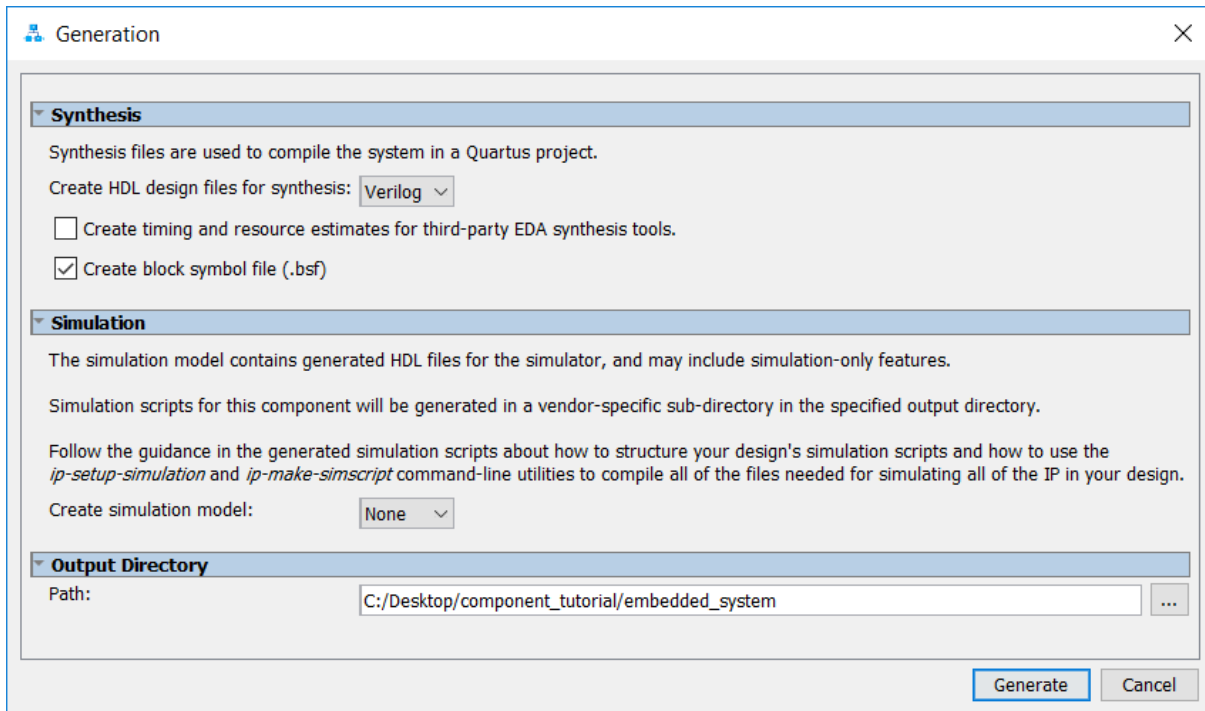 Generation
Synthesis
Synthesis files are used to compile the system in a Quartus project.
Create HDL design files for synthesis: Verilog
Create timing and resource estimates for third-party EDA synthesis tools.
Create block symbol file (.bsf)
Simulation
The simulation model contains generated HDL files for the simulator, and may include simulation-only features.
Simulation scripts for this component will be generated in a vendor-specific sub-directory in the specified output directory.
Follow the guidance in the generated simulation scripts about how to structure your design's simulation scripts and how to use the
ip-setup-simulation and ip-make-simscript command-line utilities to compile all of the files needed for simulating all of the IP in your design.
Create simulation model: None
Output Directory
Path: C:/Desktop/component_tutorial/embedded_system ...
Generate Cancel